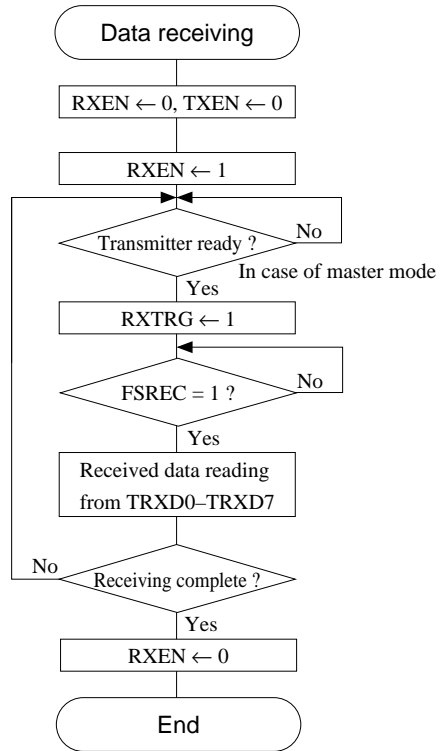 Data receiving
RXEN ← 0, TXEN ← 0
RXEN ← 1
Transmitter ready ?
No
In case of master mode
Yes
RXTRG ← 1
FSREC = 1 ?
No
Yes
Received data reading
from TRXD0–TRXD7
No
Receiving complete ?
Yes
RXEN ← 0
End